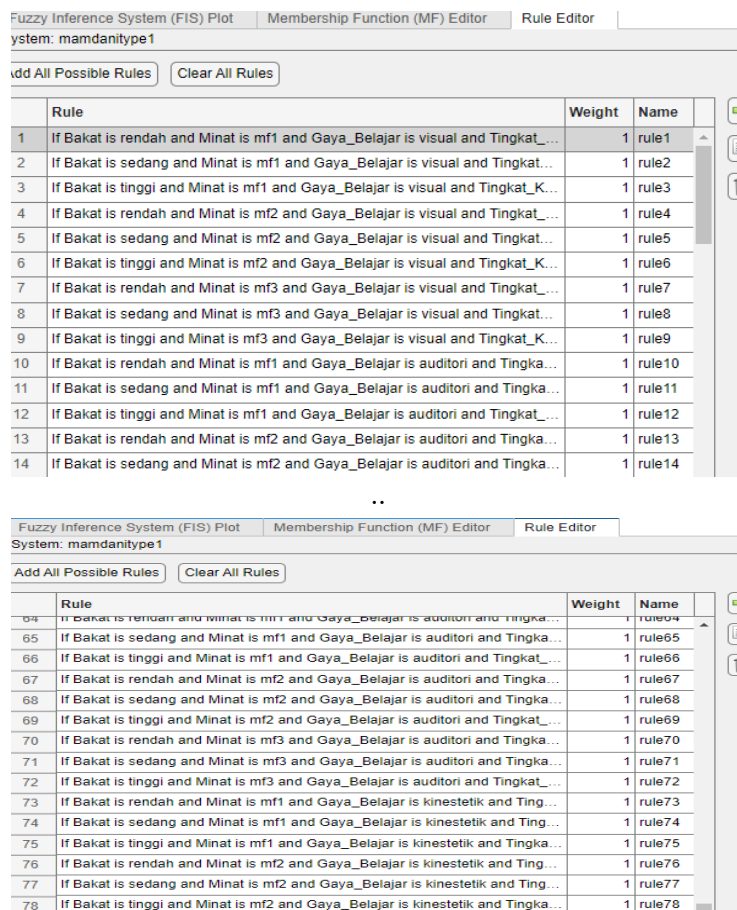 Fuzzy Inference System (FIS) Plot Membership Function (MF) Editor Rule Editor
ystem: mamdanitype1
Add All Possible Rules Clear All Rules
Rule Weight Name
1 If Bakat is rendah and Minat is mf1 and Gaya_Belajar is visual and Tingkat_... 1 rule1
2 If Bakat is sedang and Minat is mf1 and Gaya_Belajar is visual and Tingkat... 1 rule2
3 If Bakat is tinggi and Minat is mf1 and Gaya_Belajar is visual and Tingkat_K... 1 rule3
4 If Bakat is rendah and Minat is mf2 and Gaya_Belajar is visual and Tingkat_... 1 rule4
5 If Bakat is sedang and Minat is mf2 and Gaya_Belajar is visual and Tingkat... 1 rule5
6 If Bakat is tinggi and Minat is mf2 and Gaya_Belajar is visual and Tingkat_K... 1 rule6
7 If Bakat is rendah and Minat is mf3 and Gaya_Belajar is visual and Tingkat_... 1 rule7
8 If Bakat is sedang and Minat is mf3 and Gaya_Belajar is visual and Tingkat... 1 rule8
9 If Bakat is tinggi and Minat is mf3 and Gaya_Belajar is visual and Tingkat_K... 1 rule9
10 If Bakat is rendah and Minat is mf1 and Gaya_Belajar is auditori and Tingka... 1 rule10
11 If Bakat is sedang and Minat is mf1 and Gaya_Belajar is auditori and Tingka... 1 rule11
12 If Bakat is tinggi and Minat is mf1 and Gaya_Belajar is auditori and Tingkat_... 1 rule12
13 If Bakat is rendah and Minat is mf2 and Gaya_Belajar is auditori and Tingka... 1 rule13
14 If Bakat is sedang and Minat is mf2 and Gaya_Belajar is auditori and Tingka... 1 rule14
..
Fuzzy Inference System (FIS) Plot Membership Function (MF) Editor Rule Editor
System: mamdanitype1
Add All Possible Rules Clear All Rules
Rule Weight Name
64 If Bakat is rendah and Minat is mf1 and Gaya_Belajar is auditori and Tingka... 1 rule64
65 If Bakat is sedang and Minat is mf1 and Gaya_Belajar is auditori and Tingka... 1 rule65
66 If Bakat is tinggi and Minat is mf1 and Gaya_Belajar is auditori and Tingkat_... 1 rule66
67 If Bakat is rendah and Minat is mf2 and Gaya_Belajar is auditori and Tingka... 1 rule67
68 If Bakat is sedang and Minat is mf2 and Gaya_Belajar is auditori and Tingka... 1 rule68
69 If Bakat is tinggi and Minat is mf2 and Gaya_Belajar is auditori and Tingkat_... 1 rule69
70 If Bakat is rendah and Minat is mf3 and Gaya_Belajar is auditori and Tingka... 1 rule70
71 If Bakat is sedang and Minat is mf3 and Gaya_Belajar is auditori and Tingka... 1 rule71
72 If Bakat is tinggi and Minat is mf3 and Gaya_Belajar is auditori and Tingkat_... 1 rule72
73 If Bakat is rendah and Minat is mf1 and Gaya_Belajar is kinestetik and Ting... 1 rule73
74 If Bakat is sedang and Minat is mf1 and Gaya_Belajar is kinestetik and Ting... 1 rule74
75 If Bakat is tinggi and Minat is mf1 and Gaya_Belajar is kinestetik and Tingka... 1 rule75
76 If Bakat is rendah and Minat is mf2 and Gaya_Belajar is kinestetik and Ting... 1 rule76
77 If Bakat is sedang and Minat is mf2 and Gaya_Belajar is kinestetik and Ting... 1 rule77
78 If Bakat is tinggi and Minat is mf2 and Gaya_Belajar is kinestetik and Tingka... 1 rule78